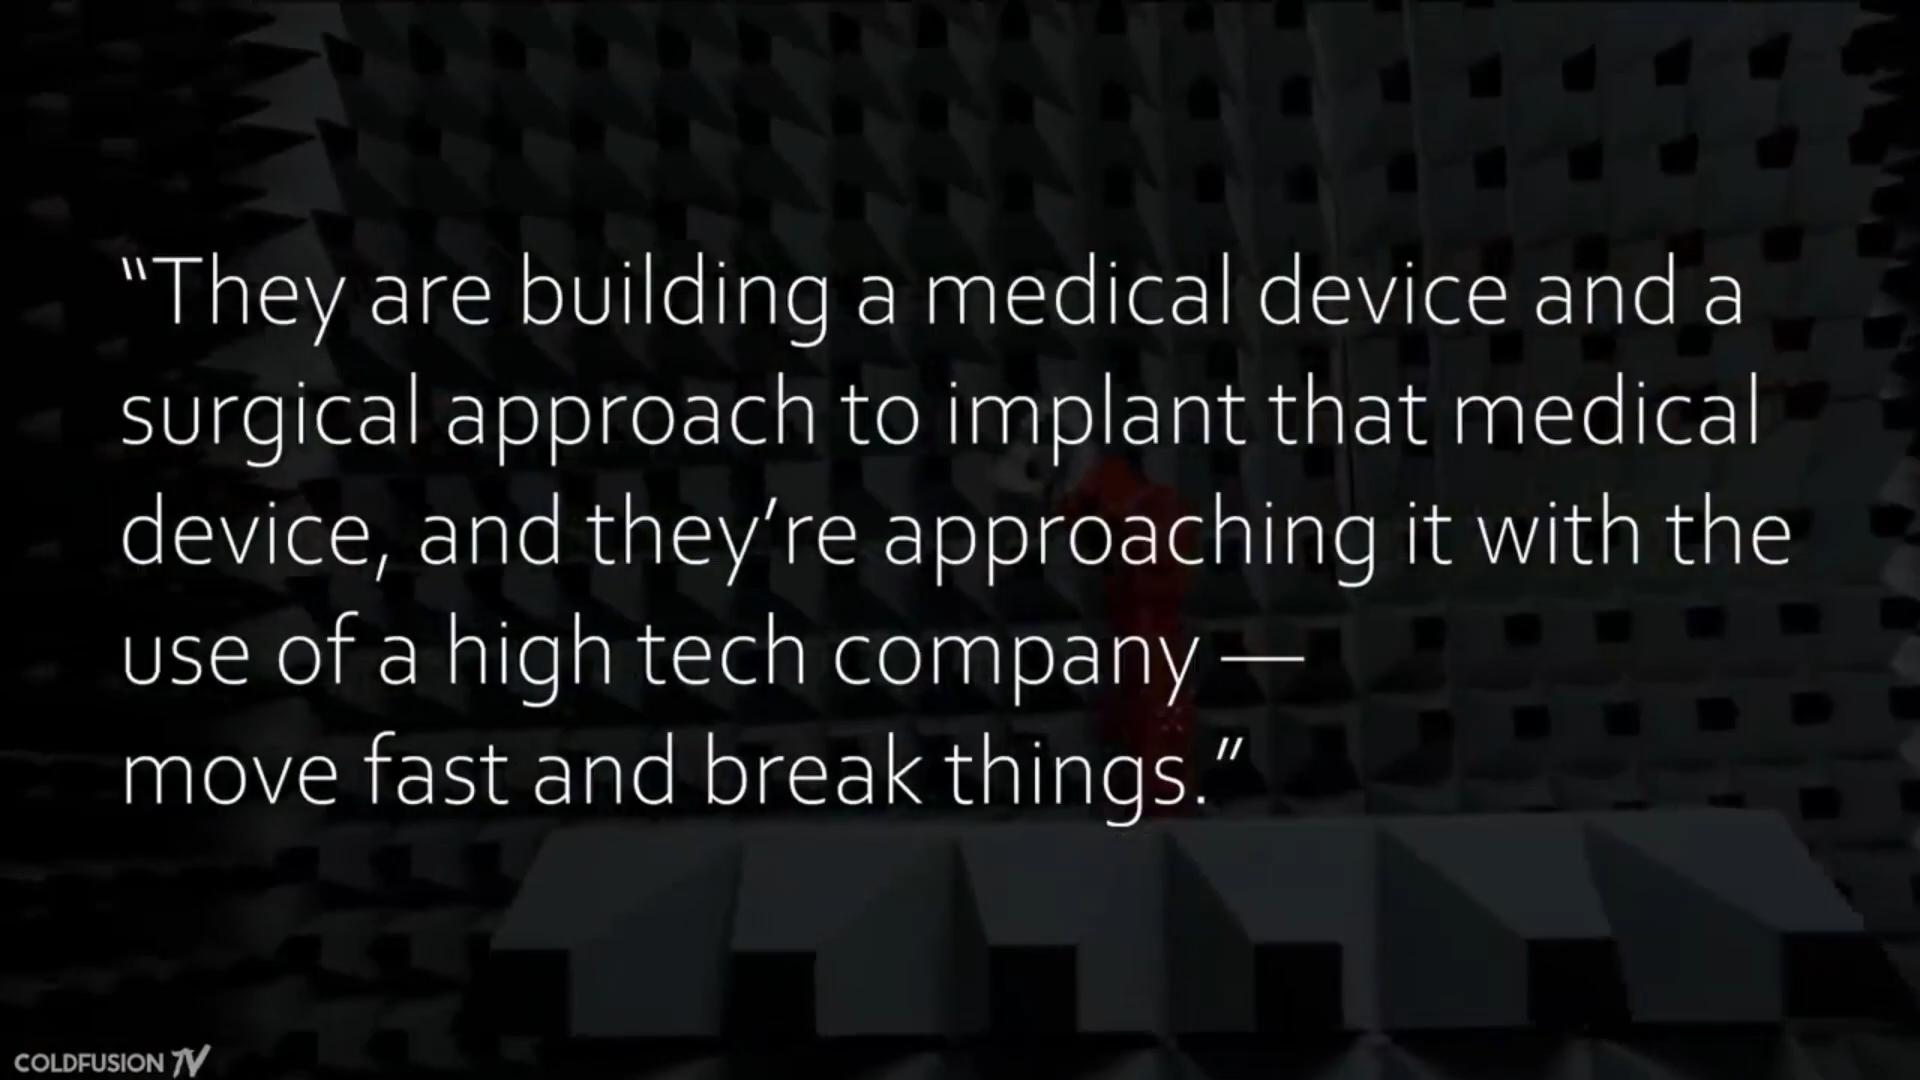 “They are building a medical device and a
surgical approach to implant that medical
device, and they’re approaching it with the
use of a high tech company —
move fast and break things.”
COLDFUSION TV